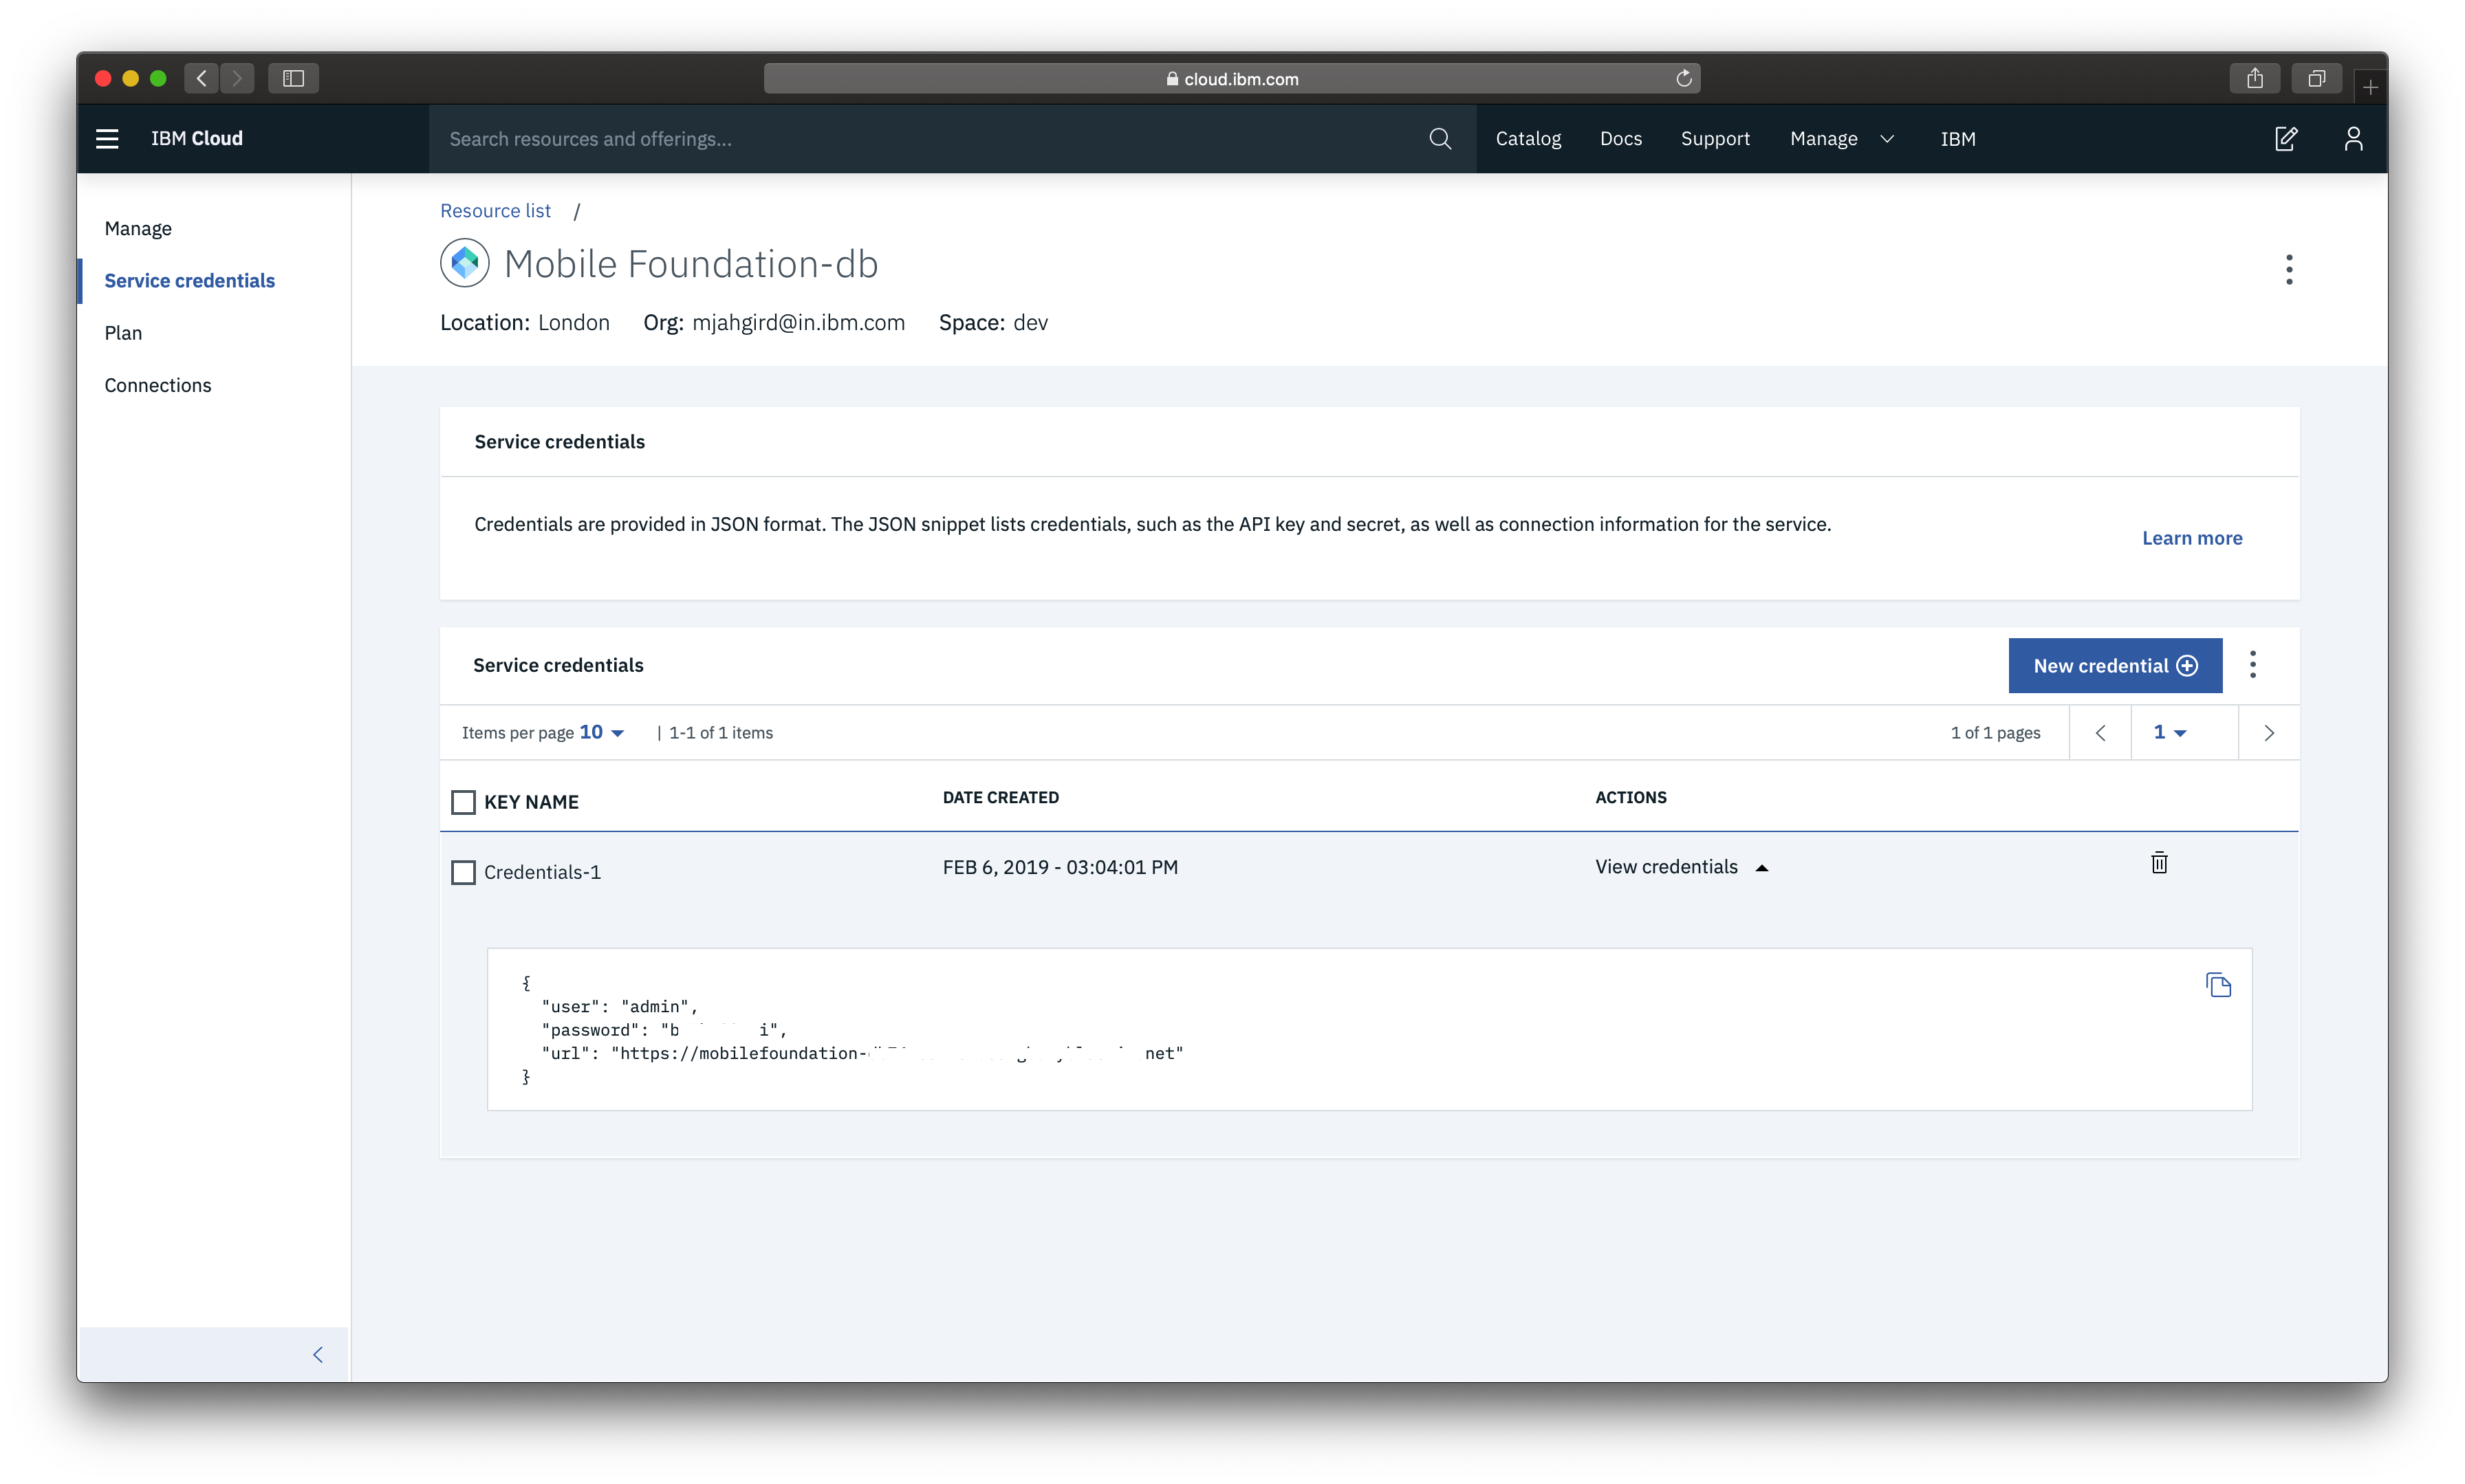 cloud.ibm.com
IBM Cloud
Search resources and offerings...
Catalog
Docs
Support
Manage
IBM
Manage
Service credentials
Plan
Connections
Resource list /
Mobile Foundation-db
Location: London Org: mjahgird@in.ibm.com Space: dev
Service credentials
Credentials are provided in JSON format. The JSON snippet lists credentials, such as the API key and secret, as well as connection information for the service.
Learn more
Service credentials
New credential
Items per page 10 | 1-1 of 1 items
1 of 1 pages
1
KEY NAME DATE CREATED ACTIONS
Credentials-1 FEB 6, 2019 - 03:04:01 PM View credentials
{
"user": "admin",
"password": "b i",
"url": "https://mobilefoundation- net"
}